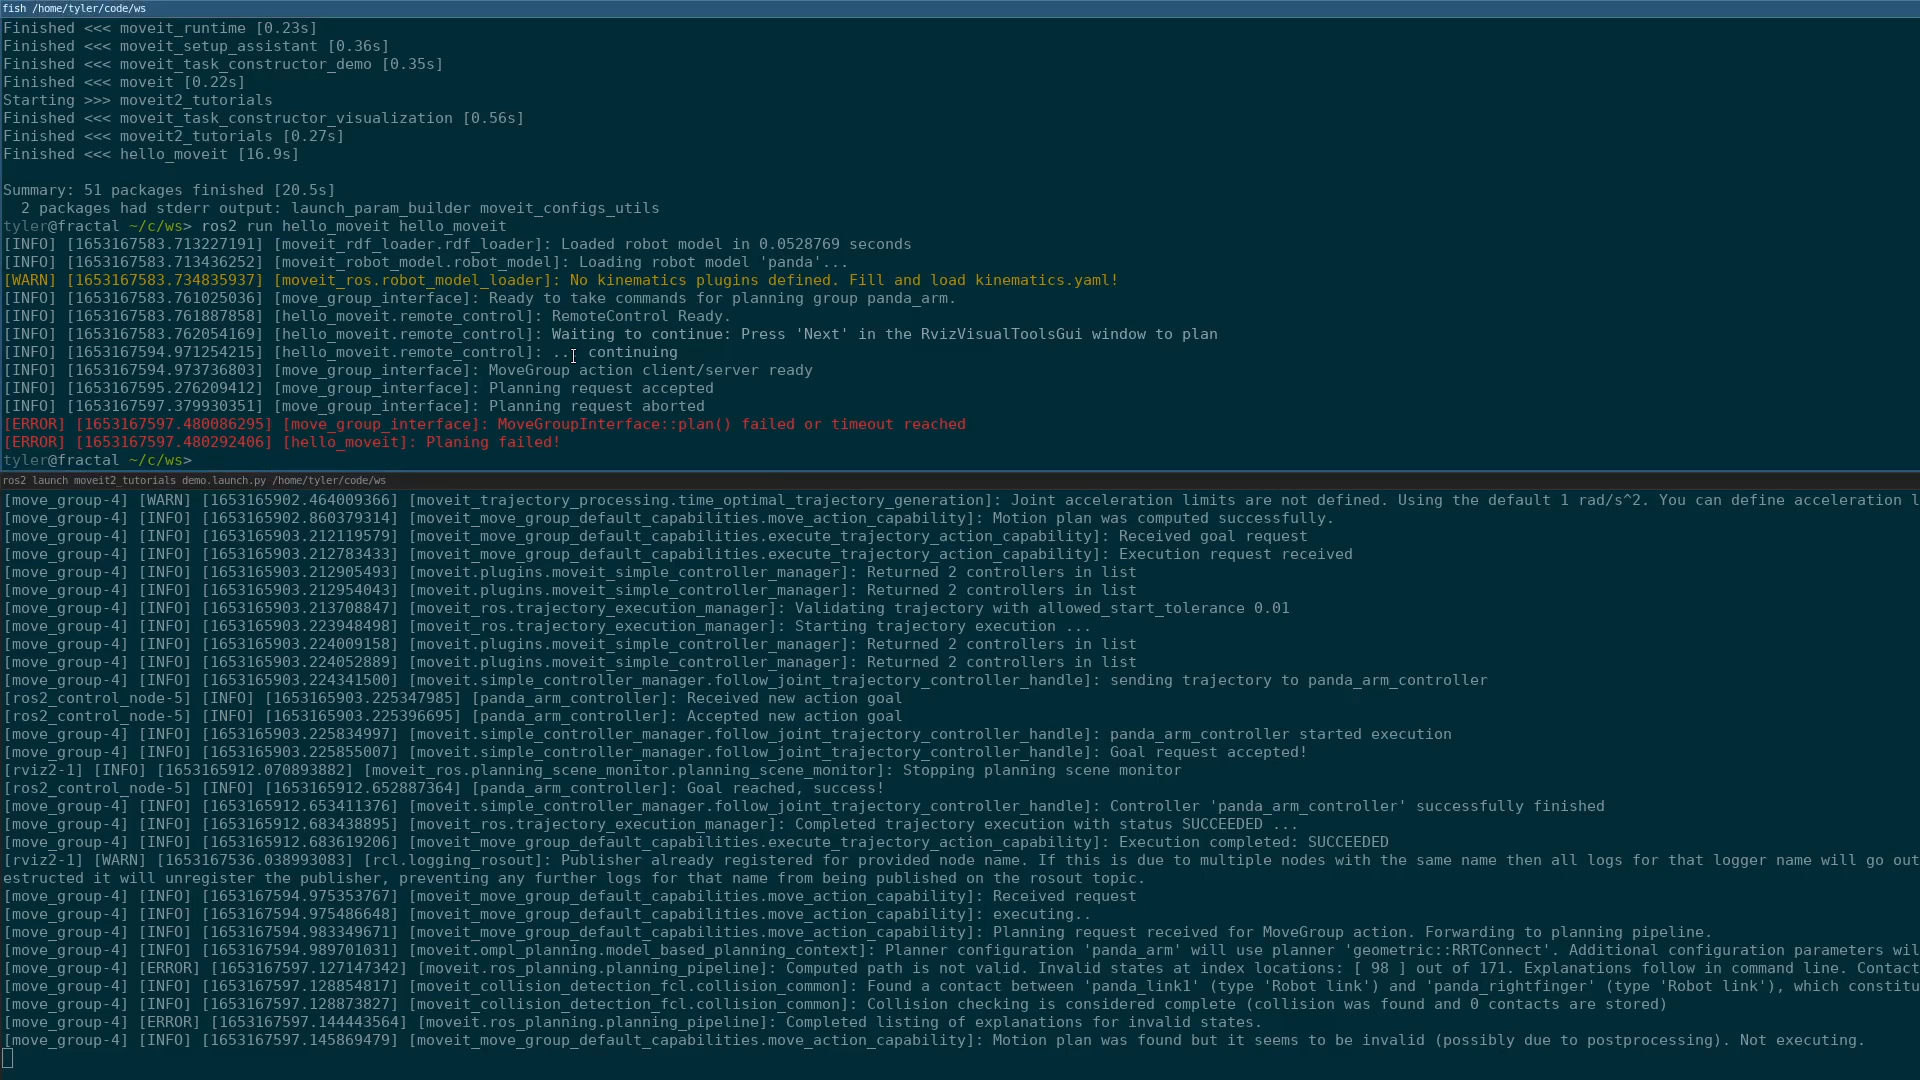 fish /home/tyler/code/ws
Finished <<< moveit_runtime [0.23s]
Finished <<< moveit_setup_assistant [0.36s]
Finished <<< moveit_task_constructor_demo [0.35s]
Finished <<< moveit [0.22s]
Starting >>> moveit2_tutorials
Finished <<< moveit_task_constructor_visualization [0.56s]
Finished <<< moveit2_tutorials [0.27s]
Finished <<< hello_moveit [16.9s]
Summary: 51 packages finished [20.5s]
2 packages had stderr output: launch_param_builder moveit_configs_utils
tyler@fractal ~/c/ws> ros2 run hello_moveit hello_moveit
[INFO] [1653167583.713227191] [moveit_rdf_loader.rdf_loader]: Loaded robot model in 0.0528769 seconds
[INFO] [1653167583.713436252] [moveit_robot_model.robot_model]: Loading robot model 'panda'...
[WARN] [1653167583.734835937] [moveit_ros.robot_model_loader]: No kinematics plugins defined. Fill and load kinematics.yaml!
[INFO] [1653167583.761025036] [move_group_interface]: Ready to take commands for planning group panda_arm.
[INFO] [1653167583.761887858] [hello_moveit.remote_control]: RemoteControl Ready.
[INFO] [1653167583.762054169] [hello_moveit.remote_control]: Waiting to continue: Press 'Next' in the RvizVisualToolsGui window to plan
[INFO] [1653167594.971254215] [hello_moveit.remote_control]: ... continuing
[INFO] [1653167594.973736803] [move_group_interface]: MoveGroup action client/server ready
[INFO] [1653167595.276209412] [move_group_interface]: Planning request accepted
[INFO] [1653167597.379930351] [move_group_interface]: Planning request aborted
[ERROR] [1653167597.480086295] [move_group_interface]: MoveGroupInterface::plan() failed or timeout reached
[ERROR] [1653167597.480292406] [hello_moveit]: Planing failed!
tyler@fractal ~/c/ws>
ros2 launch moveit2_tutorials demo.launch.py /home/tyler/code/ws
[move_group-4] [WARN] [1653165902.464009366] [moveit_trajectory_processing.time_optimal_trajectory_generation]: Joint acceleration limits are not defined. Using the default 1 rad/s^2. You can define acceleration l
[move_group-4] [INFO] [1653165902.860379314] [moveit_move_group_default_capabilities.move_action_capability]: Motion plan was computed successfully.
[move_group-4] [INFO] [1653165903.212119579] [moveit_move_group_default_capabilities.execute_trajectory_action_capability]: Received goal request
[move_group-4] [INFO] [1653165903.212783433] [moveit_move_group_default_capabilities.execute_trajectory_action_capability]: Execution request received
[move_group-4] [INFO] [1653165903.212905493] [moveit.plugins.moveit_simple_controller_manager]: Returned 2 controllers in list
[move_group-4] [INFO] [1653165903.212954043] [moveit.plugins.moveit_simple_controller_manager]: Returned 2 controllers in list
[move_group-4] [INFO] [1653165903.213708847] [moveit_ros.trajectory_execution_manager]: Validating trajectory with allowed_start_tolerance 0.01
[move_group-4] [INFO] [1653165903.223948498] [moveit_ros.trajectory_execution_manager]: Starting trajectory execution ...
[move_group-4] [INFO] [1653165903.224009158] [moveit.plugins.moveit_simple_controller_manager]: Returned 2 controllers in list
[move_group-4] [INFO] [1653165903.224052889] [moveit.plugins.moveit_simple_controller_manager]: Returned 2 controllers in list
[move_group-4] [INFO] [1653165903.224341500] [moveit.simple_controller_manager.follow_joint_trajectory_controller_handle]: sending trajectory to panda_arm_controller
[ros2_control_node-5] [INFO] [1653165903.225347985] [panda_arm_controller]: Received new action goal
[ros2_control_node-5] [INFO] [1653165903.225396695] [panda_arm_controller]: Accepted new action goal
[move_group-4] [INFO] [1653165903.225834997] [moveit.simple_controller_manager.follow_joint_trajectory_controller_handle]: panda_arm_controller started execution
[move_group-4] [INFO] [1653165903.225855007] [moveit.simple_controller_manager.follow_joint_trajectory_controller_handle]: Goal request accepted!
[rviz2-1] [INFO] [1653165912.070893882] [moveit_ros.planning_scene_monitor.planning_scene_monitor]: Stopping planning scene monitor
[ros2_control_node-5] [INFO] [1653165912.652887364] [panda_arm_controller]: Goal reached, success!
[move_group-4] [INFO] [1653165912.653411376] [moveit.simple_controller_manager.follow_joint_trajectory_controller_handle]: Controller 'panda_arm_controller' successfully finished
[move_group-4] [INFO] [1653165912.683438895] [moveit_ros.trajectory_execution_manager]: Completed trajectory execution with status SUCCEEDED ...
[move_group-4] [INFO] [1653165912.683619206] [moveit_move_group_default_capabilities.execute_trajectory_action_capability]: Execution completed: SUCCEEDED
[rviz2-1] [WARN] [1653167536.038993083] [rcl.logging_rosout]: Publisher already registered for provided node name. If this is due to multiple nodes with the same name then all logs for that logger name will go out
estructed it will unregister the publisher, preventing any further logs for that name from being published on the rosout topic.
[move_group-4] [INFO] [1653167594.975353767] [moveit_move_group_default_capabilities.move_action_capability]: Received request
[move_group-4] [INFO] [1653167594.975486648] [moveit_move_group_default_capabilities.move_action_capability]: executing..
[move_group-4] [INFO] [1653167594.983349671] [moveit_move_group_default_capabilities.move_action_capability]: Planning request received for MoveGroup action. Forwarding to planning pipeline.
[move_group-4] [INFO] [1653167594.989701031] [moveit.ompl_planning.model_based_planning_context]: Planner configuration 'panda_arm' will use planner 'geometric::RRTConnect'. Additional configuration parameters wil
[move_group-4] [ERROR] [1653167597.127147342] [moveit.ros_planning.planning_pipeline]: Computed path is not valid. Invalid states at index locations: [ 98 ] out of 171. Explanations follow in command line. Contact
[move_group-4] [INFO] [1653167597.128854817] [moveit_collision_detection_fcl.collision_common]: Found a contact between 'panda_link1' (type 'Robot link') and 'panda_rightfinger' (type 'Robot link'), which constitu
[move_group-4] [INFO] [1653167597.128873827] [moveit_collision_detection_fcl.collision_common]: Collision checking is considered complete (collision was found and 0 contacts are stored)
[move_group-4] [ERROR] [1653167597.144443564] [moveit.ros_planning.planning_pipeline]: Completed listing of explanations for invalid states.
[move_group-4] [INFO] [1653167597.145869479] [moveit_move_group_default_capabilities.move_action_capability]: Motion plan was found but it seems to be invalid (possibly due to postprocessing). Not executing.